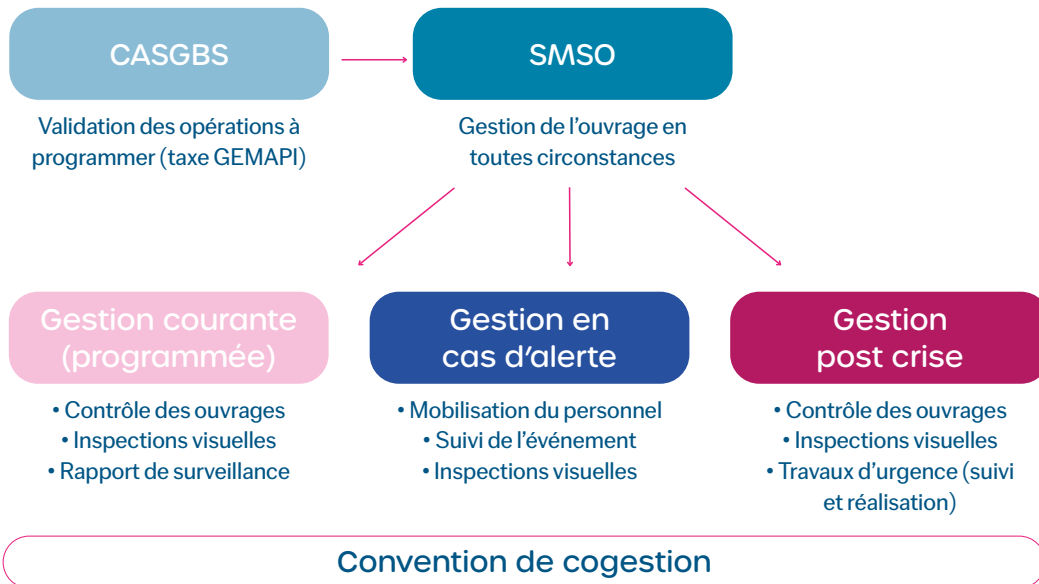 CASGBS
SMSO
Validation des opérations à
programmer (taxe GEMAPI)
Gestion de l’ouvrage en
toutes circonstances
Gestion courante
(programmée)
• Contrôle des ouvrages
• Inspections visuelles
• Rapport de surveillance
Gestion en
cas d’alerte
• Mobilisation du personnel
• Suivi de l’événement
• Inspections visuelles
Gestion
post crise
• Contrôle des ouvrages
• Inspections visuelles
• Travaux d’urgence (suivi
et réalisation)
Convention de cogestion